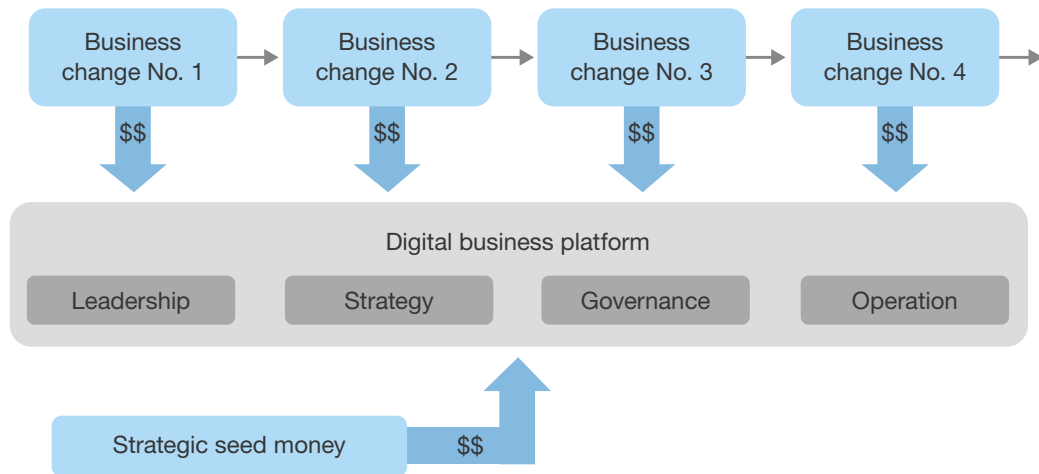 Business
change No. 1
Business
change No. 2
Business
change No. 3
Business
change No. 4
$$
$$
$$
$$
Digital business platform
Leadership
Strategy
Governance
Operation
Strategic seed money
$$